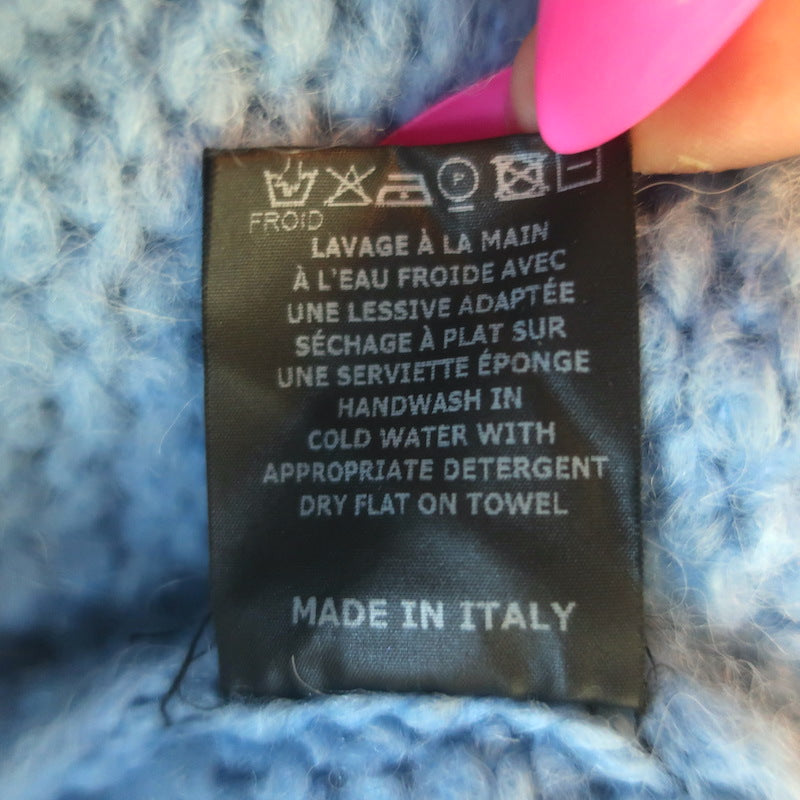 P
FROID
LAVAGE À LA MAIN
À L'EAU FROIDE AVEC
UNE LESSIVE ADAPTÉE
SÉCHAGE À PLAT SUR
UNE SERVIETTE ÉPONGE
HANDWASH IN
COLD WATER WITH
APPROPRIATE DETERGENT
DRY FLAT ON TOWEL
MADE IN ITALY